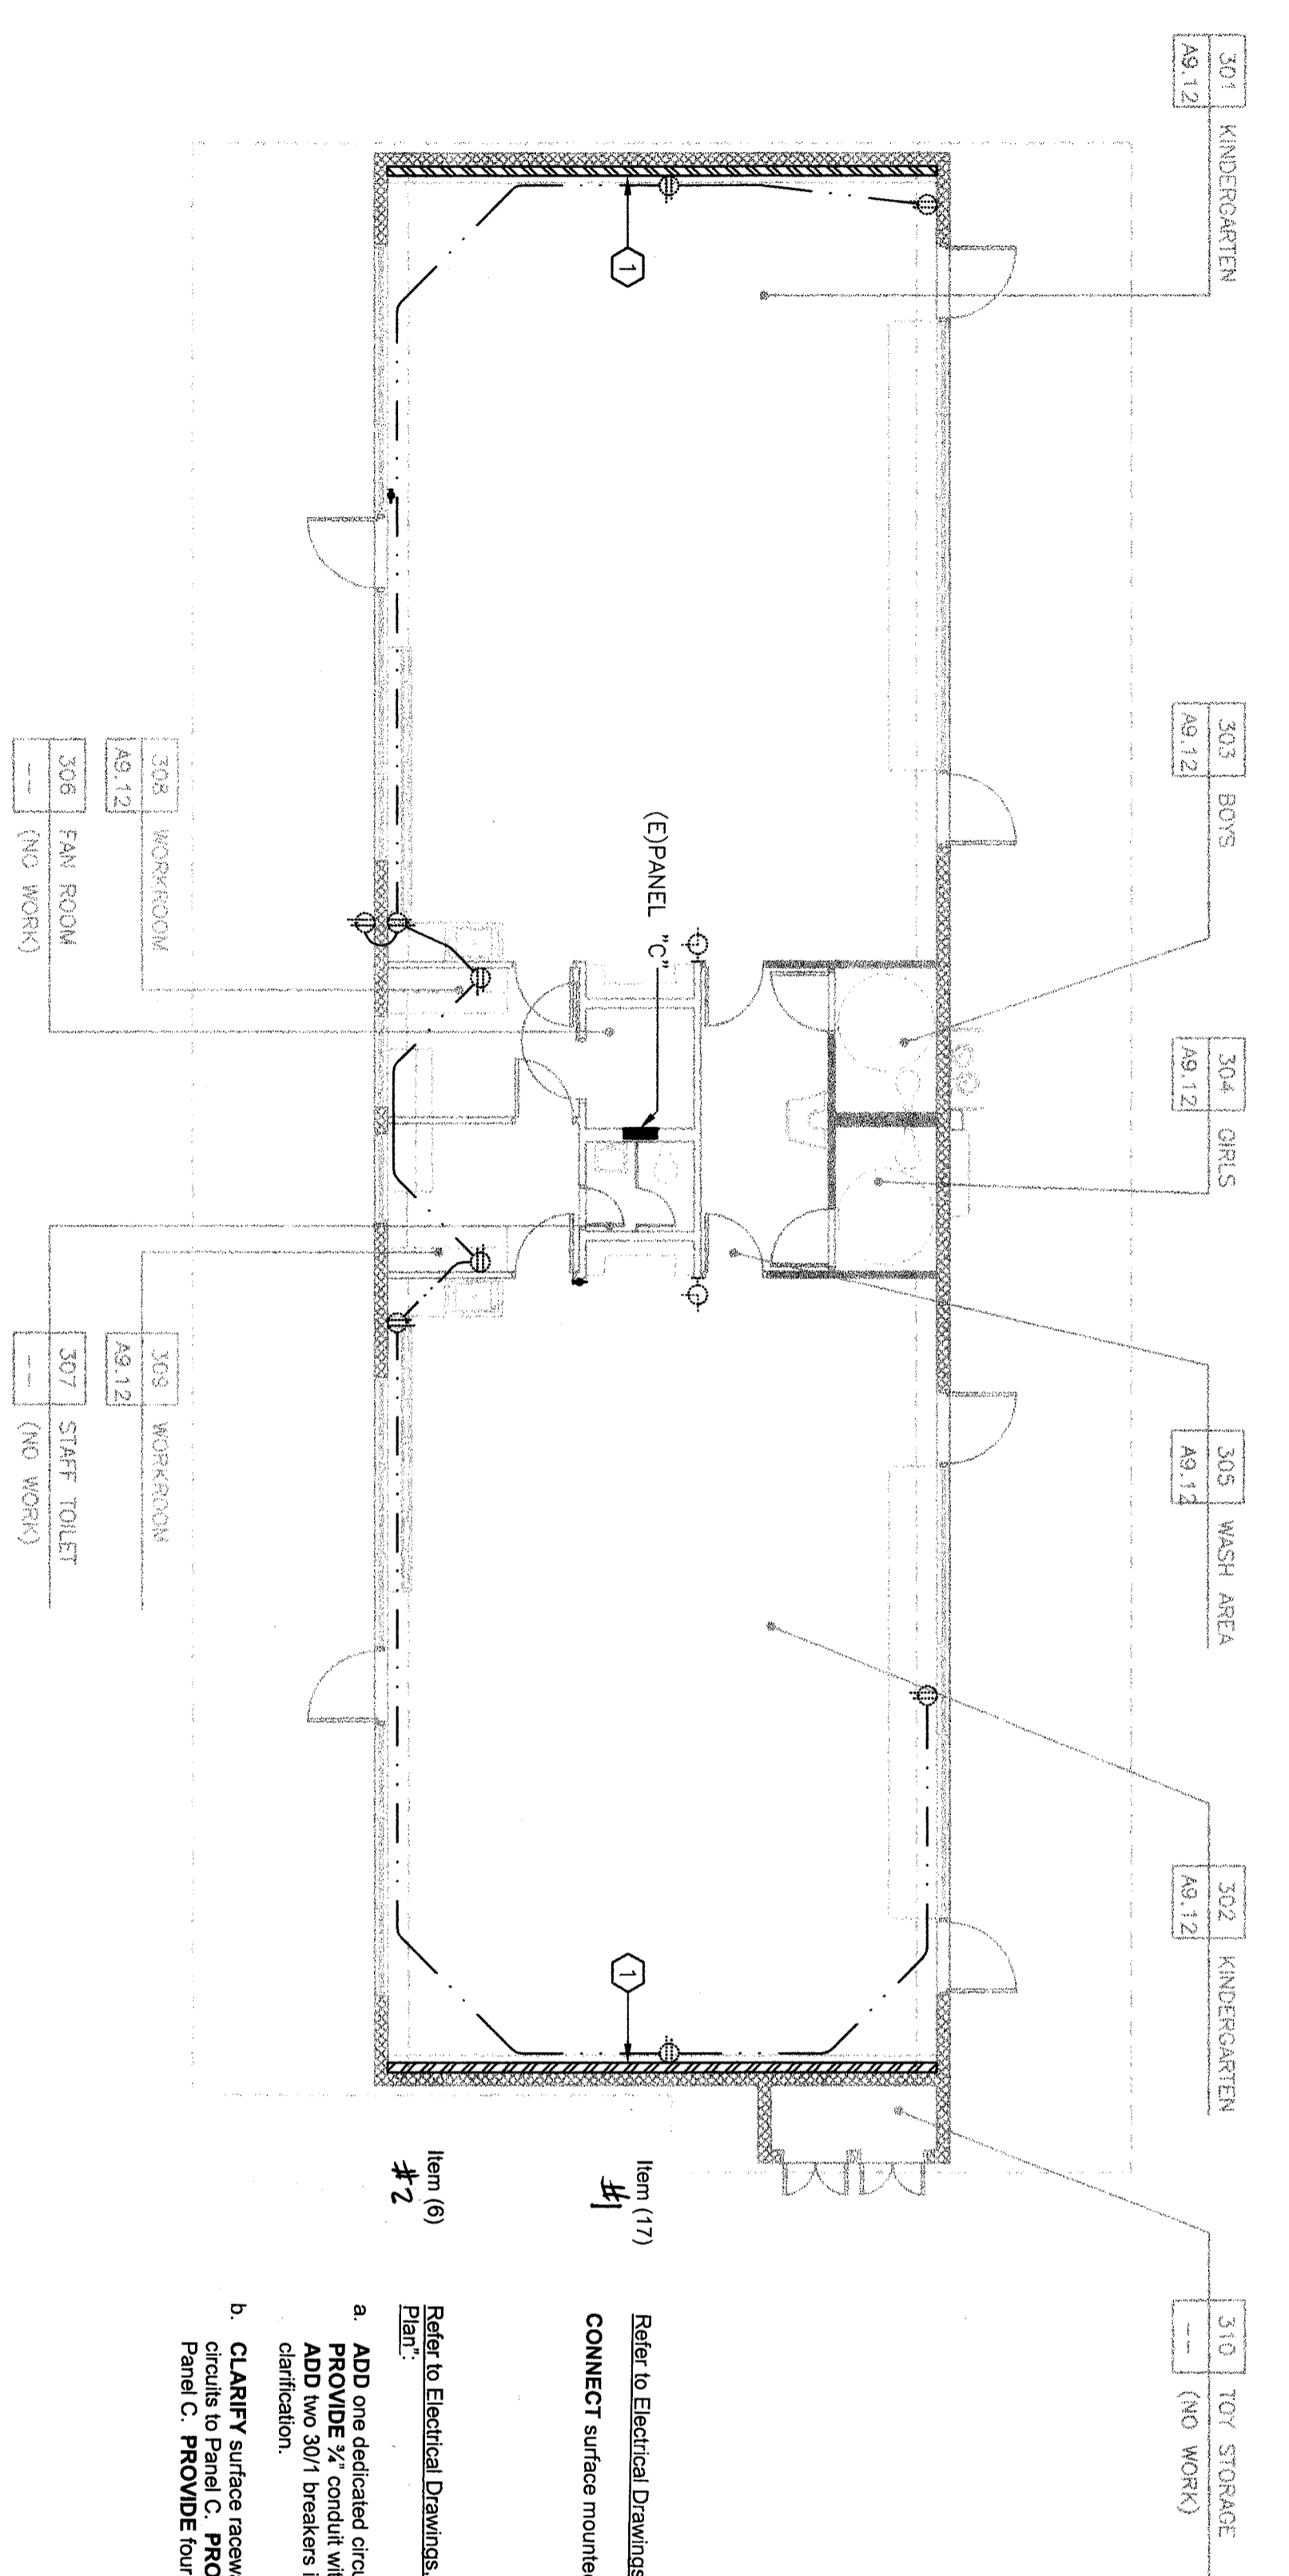 301 KINDERGARTEN
A9.12
303 BOYS
A9.12
304 GIRLS
A9.12
305 WASH AREA
A9.12
302 KINDERGARTEN
A9.12
310 TOY STORAGE
-- (NO WORK)
1
(E)PANEL "C"
1
308 WORKROOM
A9.12
306 FAN ROOM
-- (NO WORK)
309 WORKROOM
A9.12
307 STAFF TOILET
-- (NO WORK)
Item (17) Refer to Electrical Drawings
#1
CONNECT surface mounte
Item (6) Refer to Electrical Drawings,
#2 Plan":
a. ADD one dedicated circu
PROVIDE ¾" conduit wit
ADD two 30/1 breakers i
clarification.
b. CLARIFY surface racewa
circuits to Panel C. PRO
Panel C. PROVIDE four